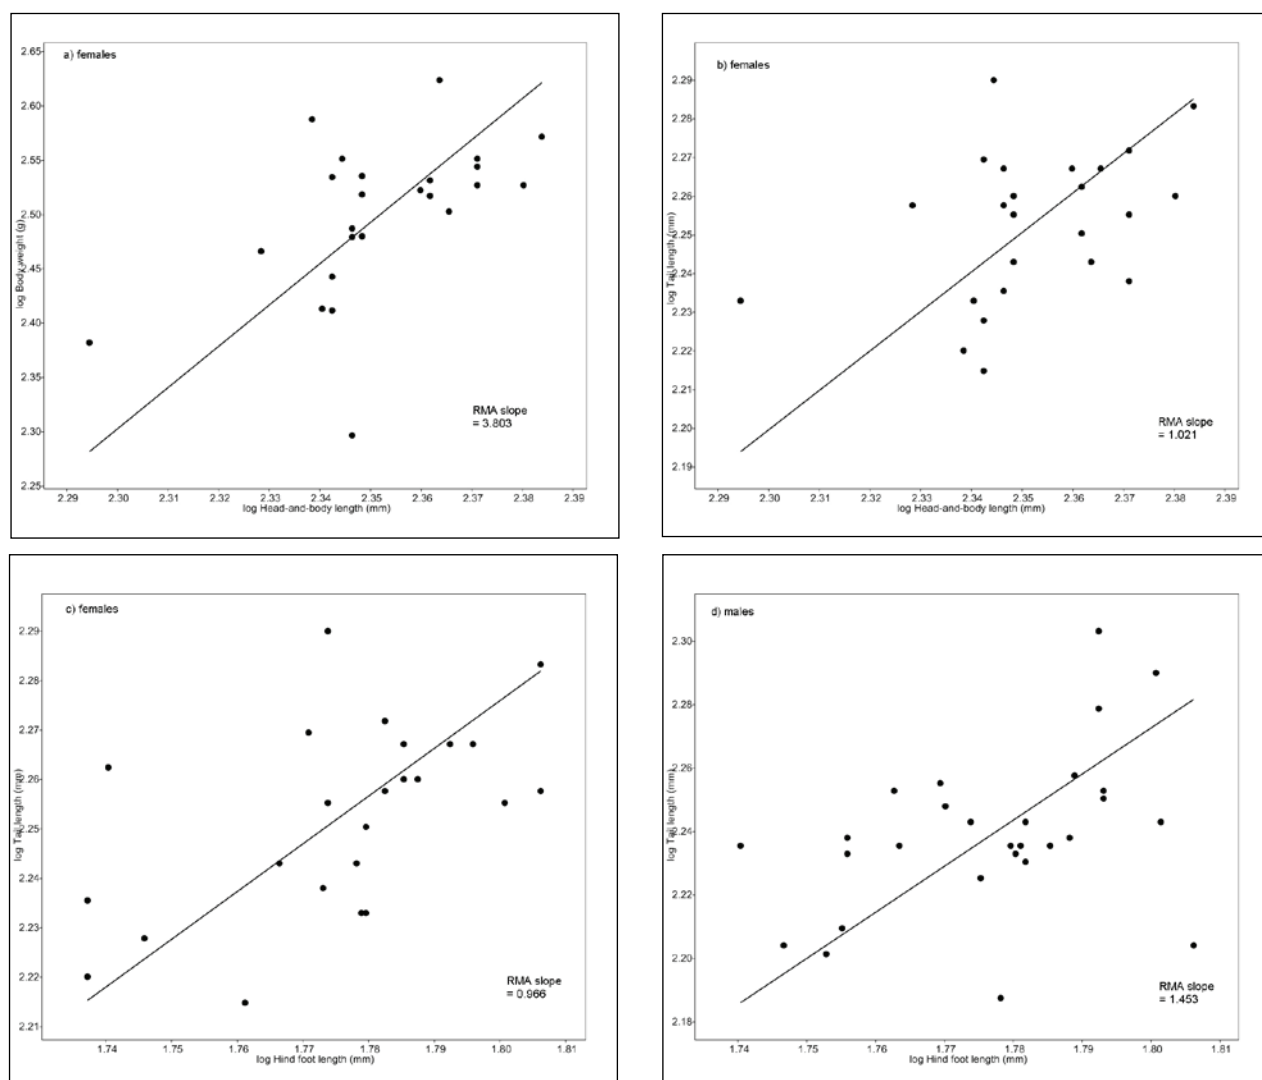 a) females
2.65
2.60
2.55
2.50
2.45
2.40
2.35
2.30
2.25
log Body weight (g)
RMA slope
= 3.803
2.29 2.30 2.31 2.32 2.33 2.34 2.35 2.36 2.37 2.38 2.39
log Head-and-body length (mm)
b) females
2.29
2.28
2.27
2.26
2.25
2.24
2.23
2.22
2.21
2.20
2.19
log Tail length (mm)
RMA slope
= 1.021
2.29 2.30 2.31 2.32 2.33 2.34 2.35 2.36 2.37 2.38 2.39
log Head-and-body length (mm)
c) females
2.29
2.28
2.27
2.26
2.25
2.24
2.23
2.22
2.21
log Tail length (mm)
RMA slope
= 0.966
1.74 1.75 1.76 1.77 1.78 1.79 1.80 1.81
log Hind foot length (mm)
d) males
2.30
2.28
2.26
2.24
2.22
2.20
2.18
log Tail length (mm)
RMA slope
= 1.453
1.74 1.75 1.76 1.77 1.78 1.79 1.80 1.81
log Hind foot length (mm)